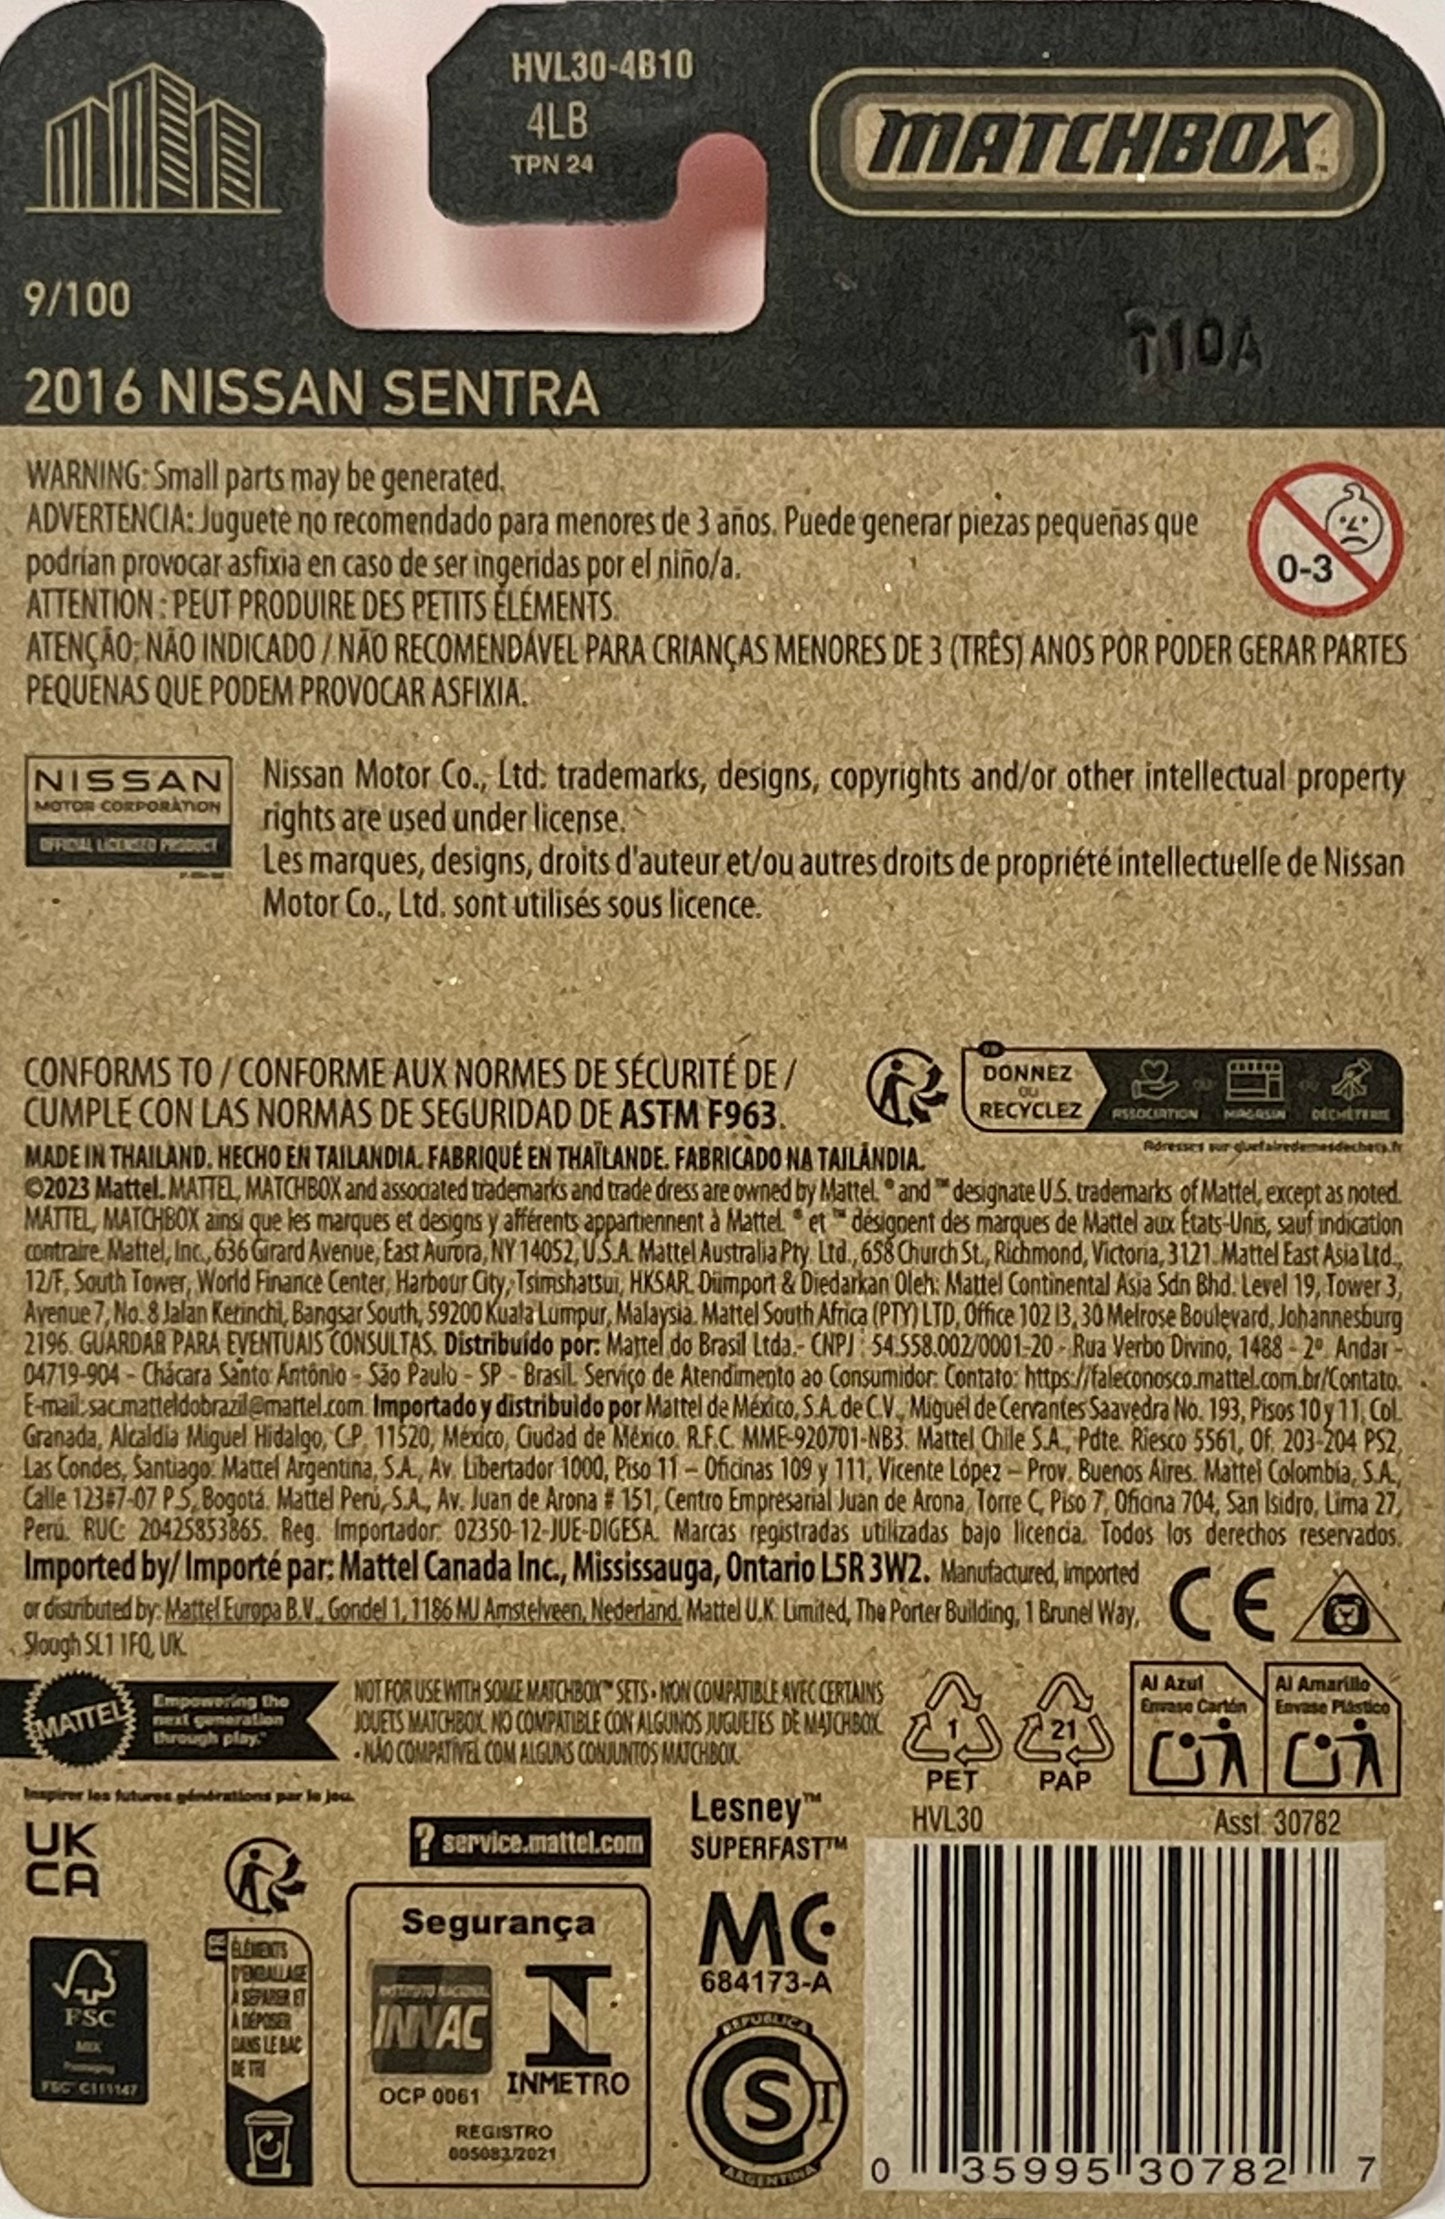 HVL30-4B10
4LB
TPN 24
MATCHBOX™
9/100
T10A
2016 NISSAN SENTRA
WARNING: Small parts may be generated.
ADVERTENCIA: Juguete no recomendado para menores de 3 años. Puede generar piezas pequeñas que
podrían provocar asfixia en caso de ser ingeridas por el niño/a.
ATTENTION : PEUT PRODUIRE DES PETITS ÉLÉMENTS.
ATENÇÃO: NÃO INDICADO / NÃO RECOMENDÁVEL PARA CRIANÇAS MENORES DE 3 (TRÊS) ANOS POR PODER GERAR PARTES
PEQUENAS QUE PODEM PROVOCAR ASFIXIA.
0-3
NISSAN
MOTOR CORPORATION
OFFICIAL LICENSED PRODUCT
Nissan Motor Co., Ltd. trademarks, designs, copyrights and/or other intellectual property
rights are used under license.
Les marques, designs, droits d'auteur et/ou autres droits de propriété intellectuelle de Nissan
Motor Co., Ltd. sont utilisés sous licence.
CONFORMS TO / CONFORME AUX NORMES DE SÉCURITÉ DE /
CUMPLE CON LAS NORMAS DE SEGURIDAD DE ASTM F963.
FR
DONNEZ
OU
RECYCLEZ
ASSOCIATION OU MAGASIN OU DÉCHÈTERIE
Adresses sur quefairedemesdechets.fr
MADE IN THAILAND. HECHO EN TAILANDIA. FABRIQUÉ EN THAÏLANDE. FABRICADO NA TAILÂNDIA.
©2023 Mattel. MATTEL, MATCHBOX and associated trademarks and trade dress are owned by Mattel. ® and ™ designate U.S. trademarks of Mattel, except as noted.
MATTEL, MATCHBOX ainsi que les marques et designs y afférents appartiennent à Mattel. ® et ™ désignent des marques de Mattel aux États-Unis, sauf indication
contraire. Mattel, Inc., 636 Girard Avenue, East Aurora, NY 14052, U.S.A. Mattel Australia Pty. Ltd., 658 Church St., Richmond, Victoria, 3121. Mattel East Asia Ltd.,
12/F, South Tower, World Finance Center, Harbour City, Tsimshatsui, HKSAR. Diimport & Diedarkan Oleh: Mattel Continental Asia Sdn Bhd. Level 19, Tower 3,
Avenue 7, No. 8 Jalan Kerinchi, Bangsar South, 59200 Kuala Lumpur, Malaysia. Mattel South Africa (PTY) LTD, Office 102 I3, 30 Melrose Boulevard, Johannesburg
2196. GUARDAR PARA EVENTUAIS CONSULTAS. Distribuído por: Mattel do Brasil Ltda.- CNPJ : 54.558.002/0001-20 - Rua Verbo Divino, 1488 - 2º. Andar -
04719-904 - Chácara Santo Antônio - São Paulo - SP - Brasil. Serviço de Atendimento ao Consumidor: Contato: https://faleconosco.mattel.com.br/Contato.
E-mail: sac.matteldobrazil@mattel.com. Importado y distribuido por Mattel de México, S.A. de C.V., Miguel de Cervantes Saavedra No. 193, Pisos 10 y 11, Col.
Granada, Alcaldía Miguel Hidalgo, C.P. 11520, México, Ciudad de México. R.F.C. MME-920701-NB3. Mattel Chile S.A., Pdte. Riesco 5561, Of. 203-204 PS2,
Las Condes, Santiago. Mattel Argentina, S.A., Av. Libertador 1000, Piso 11 – Oficinas 109 y 111, Vicente López – Prov. Buenos Aires. Mattel Colombia, S.A.,
Calle 123#7-07 P.5, Bogotá. Mattel Perú, S.A., Av. Juan de Arona # 151, Centro Empresarial Juan de Arona, Torre C, Piso 7, Oficina 704, San Isidro, Lima 27,
Perú. RUC: 20425853865. Reg. Importador: 02350-12-JUE-DIGESA. Marcas registradas utilizadas bajo licencia. Todos los derechos reservados.
Imported by/ Importé par: Mattel Canada Inc., Mississauga, Ontario L5R 3W2. Manufactured, imported
or distributed by: Mattel Europa B.V., Gondel 1, 1186 MJ Amstelveen, Nederland. Mattel U.K. Limited, The Porter Building, 1 Brunel Way,
Slough SL1 1FQ, UK.
CE
MATTEL
Empowering the
next generation
through play.™
Inspirer les futures générations par le jeu.
NOT FOR USE WITH SOME MATCHBOX™ SETS • NON COMPATIBLE AVEC CERTAINS
JOUETS MATCHBOX. NO COMPATIBLE CON ALGUNOS JUGUETES DE MATCHBOX.
• NÃO COMPATÍVEL COM ALGUNS CONJUNTOS MATCHBOX.
1
PET
21
PAP
Al Azul
Envase Cartón
Al Amarillo
Envase Plástico
UK
CA
? service.mattel.com
Lesney™
SUPERFAST™
HVL30
Asst. 30782
FSC
MIX
Packaging
FSC® C111147
FR
ÉLÉMENTS
D'EMBALLAGE
À SÉPARER ET
À DÉPOSER
DANS LE BAC
DE TRI
Segurança
INSTITUTO NACIONAL
INNAC
OCP 0061
INMETRO
REGISTRO
005083/2021
MC
684173-A
REPUBLICA
S T
ARGENTINA
0 35995 30782 7